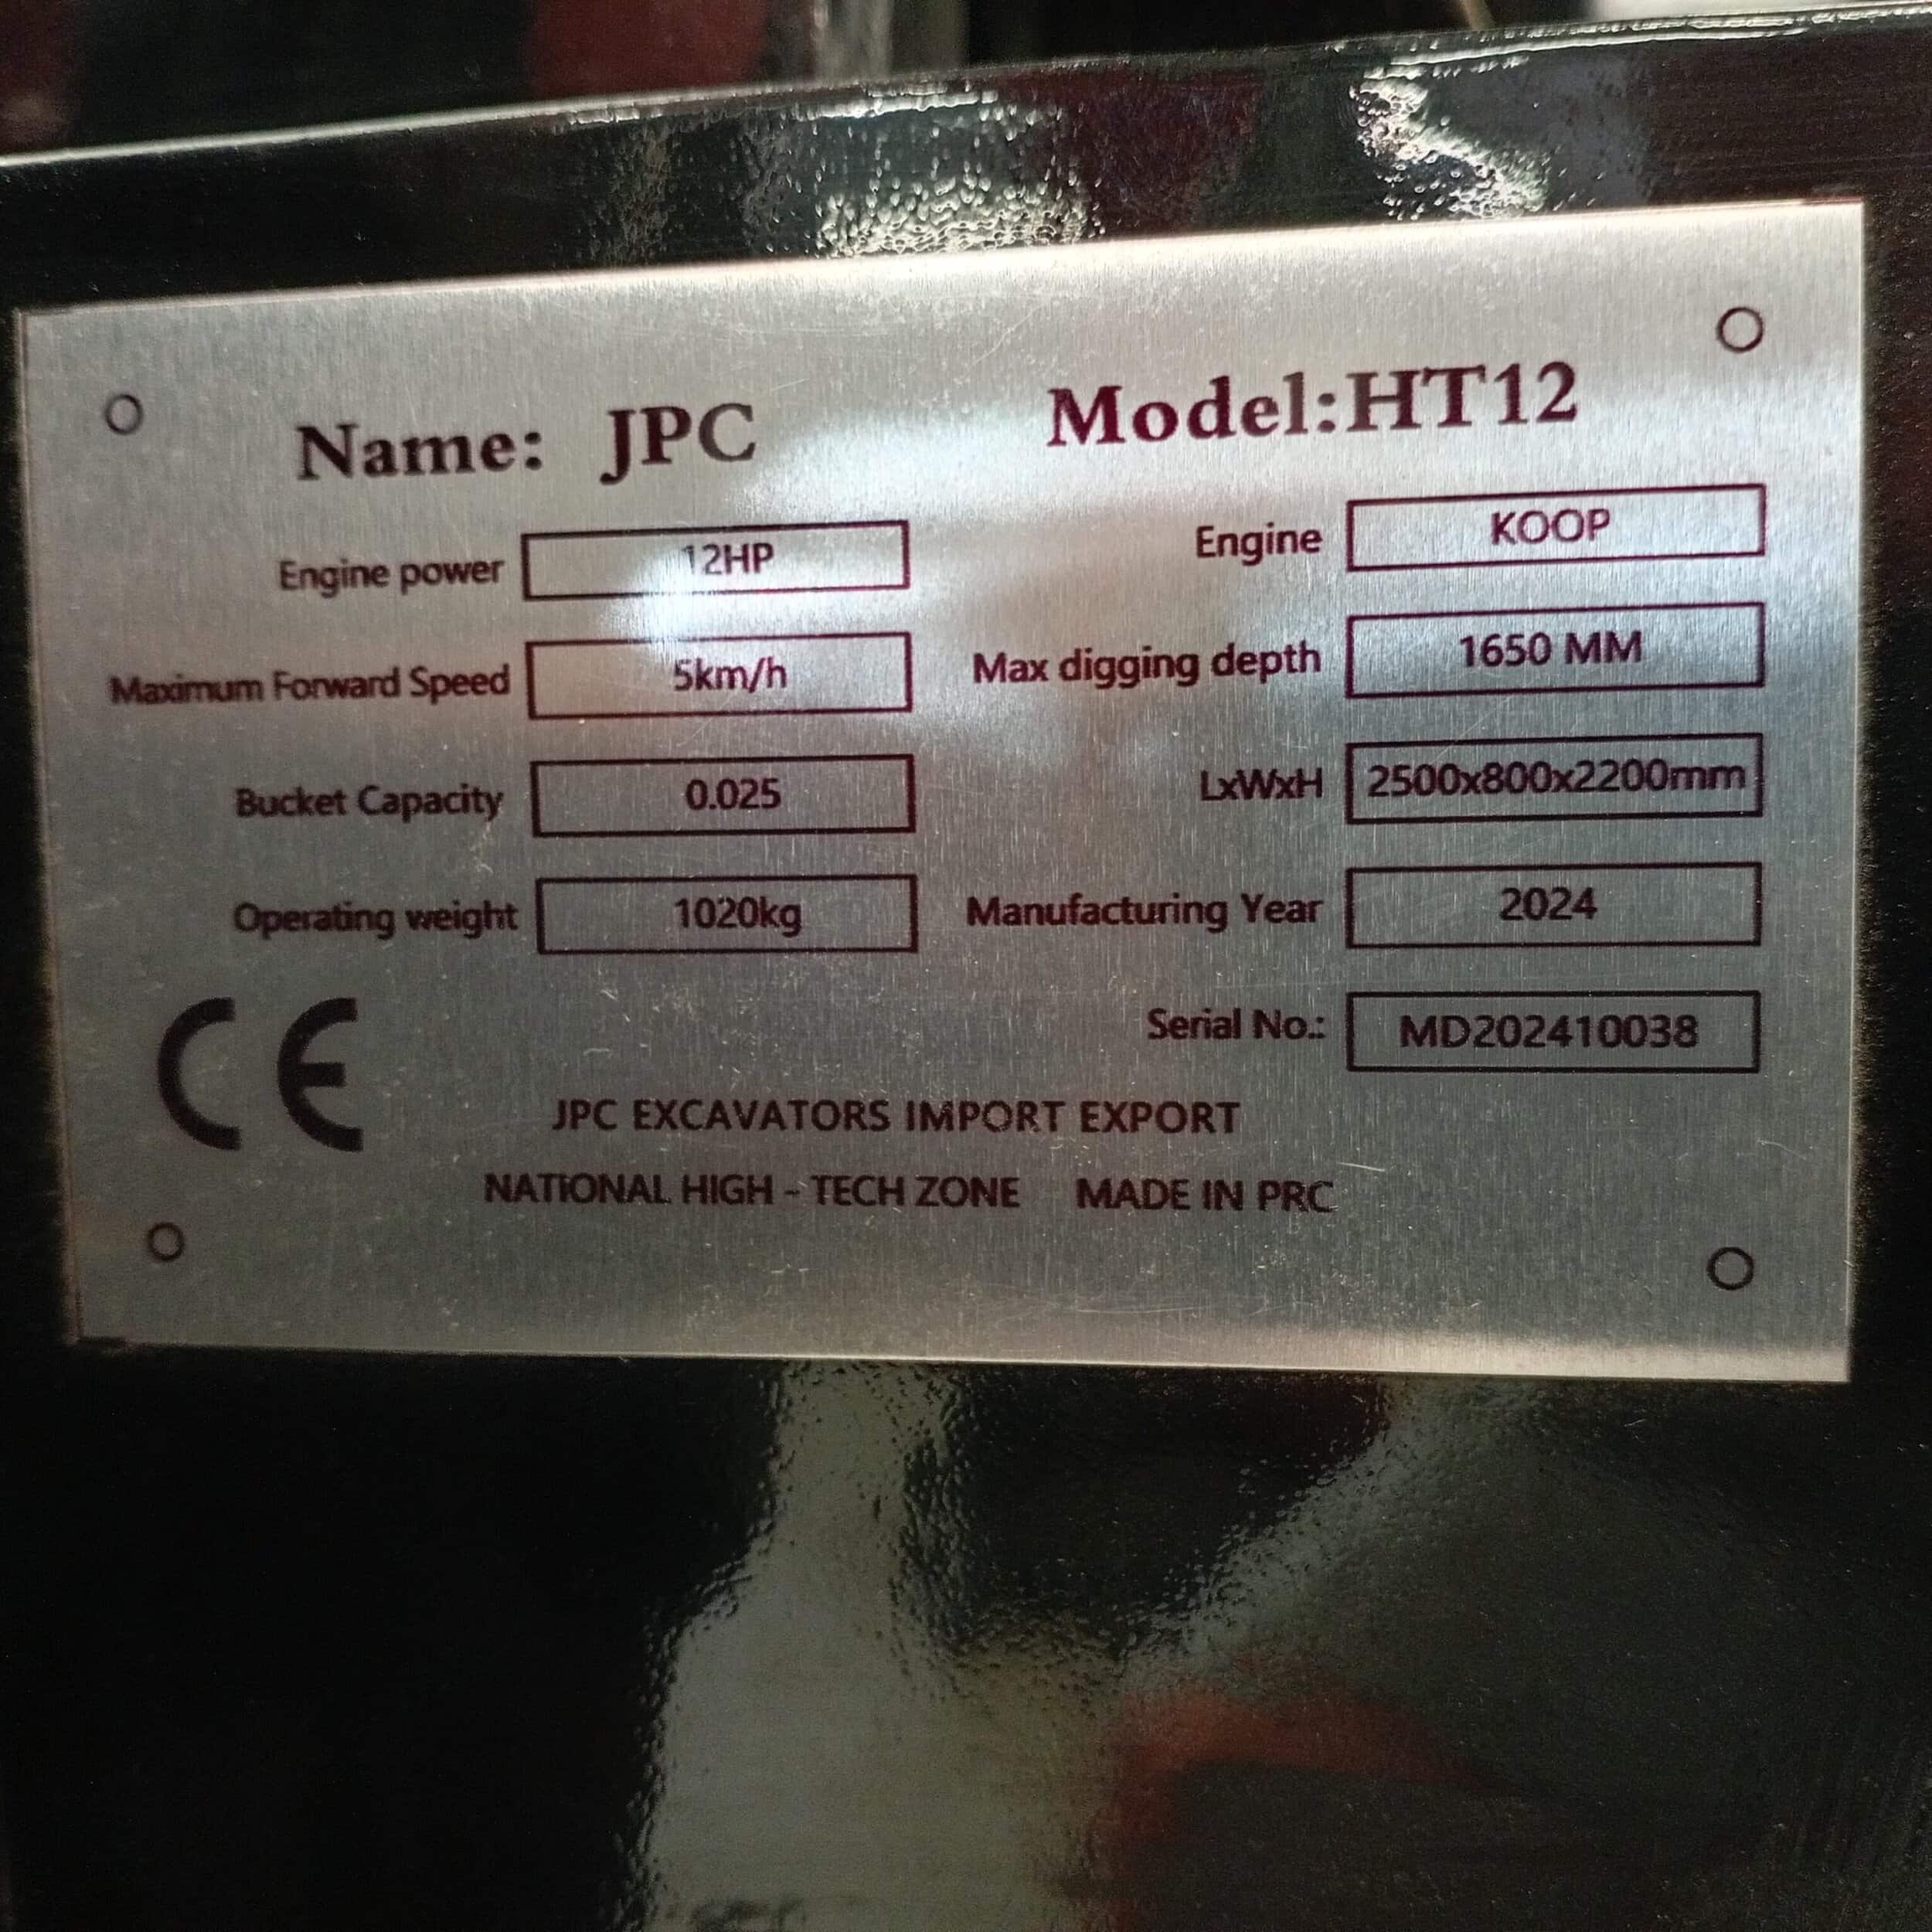 Name: JPC Model:HT12
Engine power 12HP Engine KOOP
Maximum Forward Speed 5km/h Max digging depth 1650 MM
Bucket Capacity 0.025 LxWxH 2500x800x2200mm
Operating weight 1020kg Manufacturing Year 2024
CE Serial No.: MD202410038
JPC EXCAVATORS IMPORT EXPORT
NATIONAL HIGH - TECH ZONE MADE IN PRC